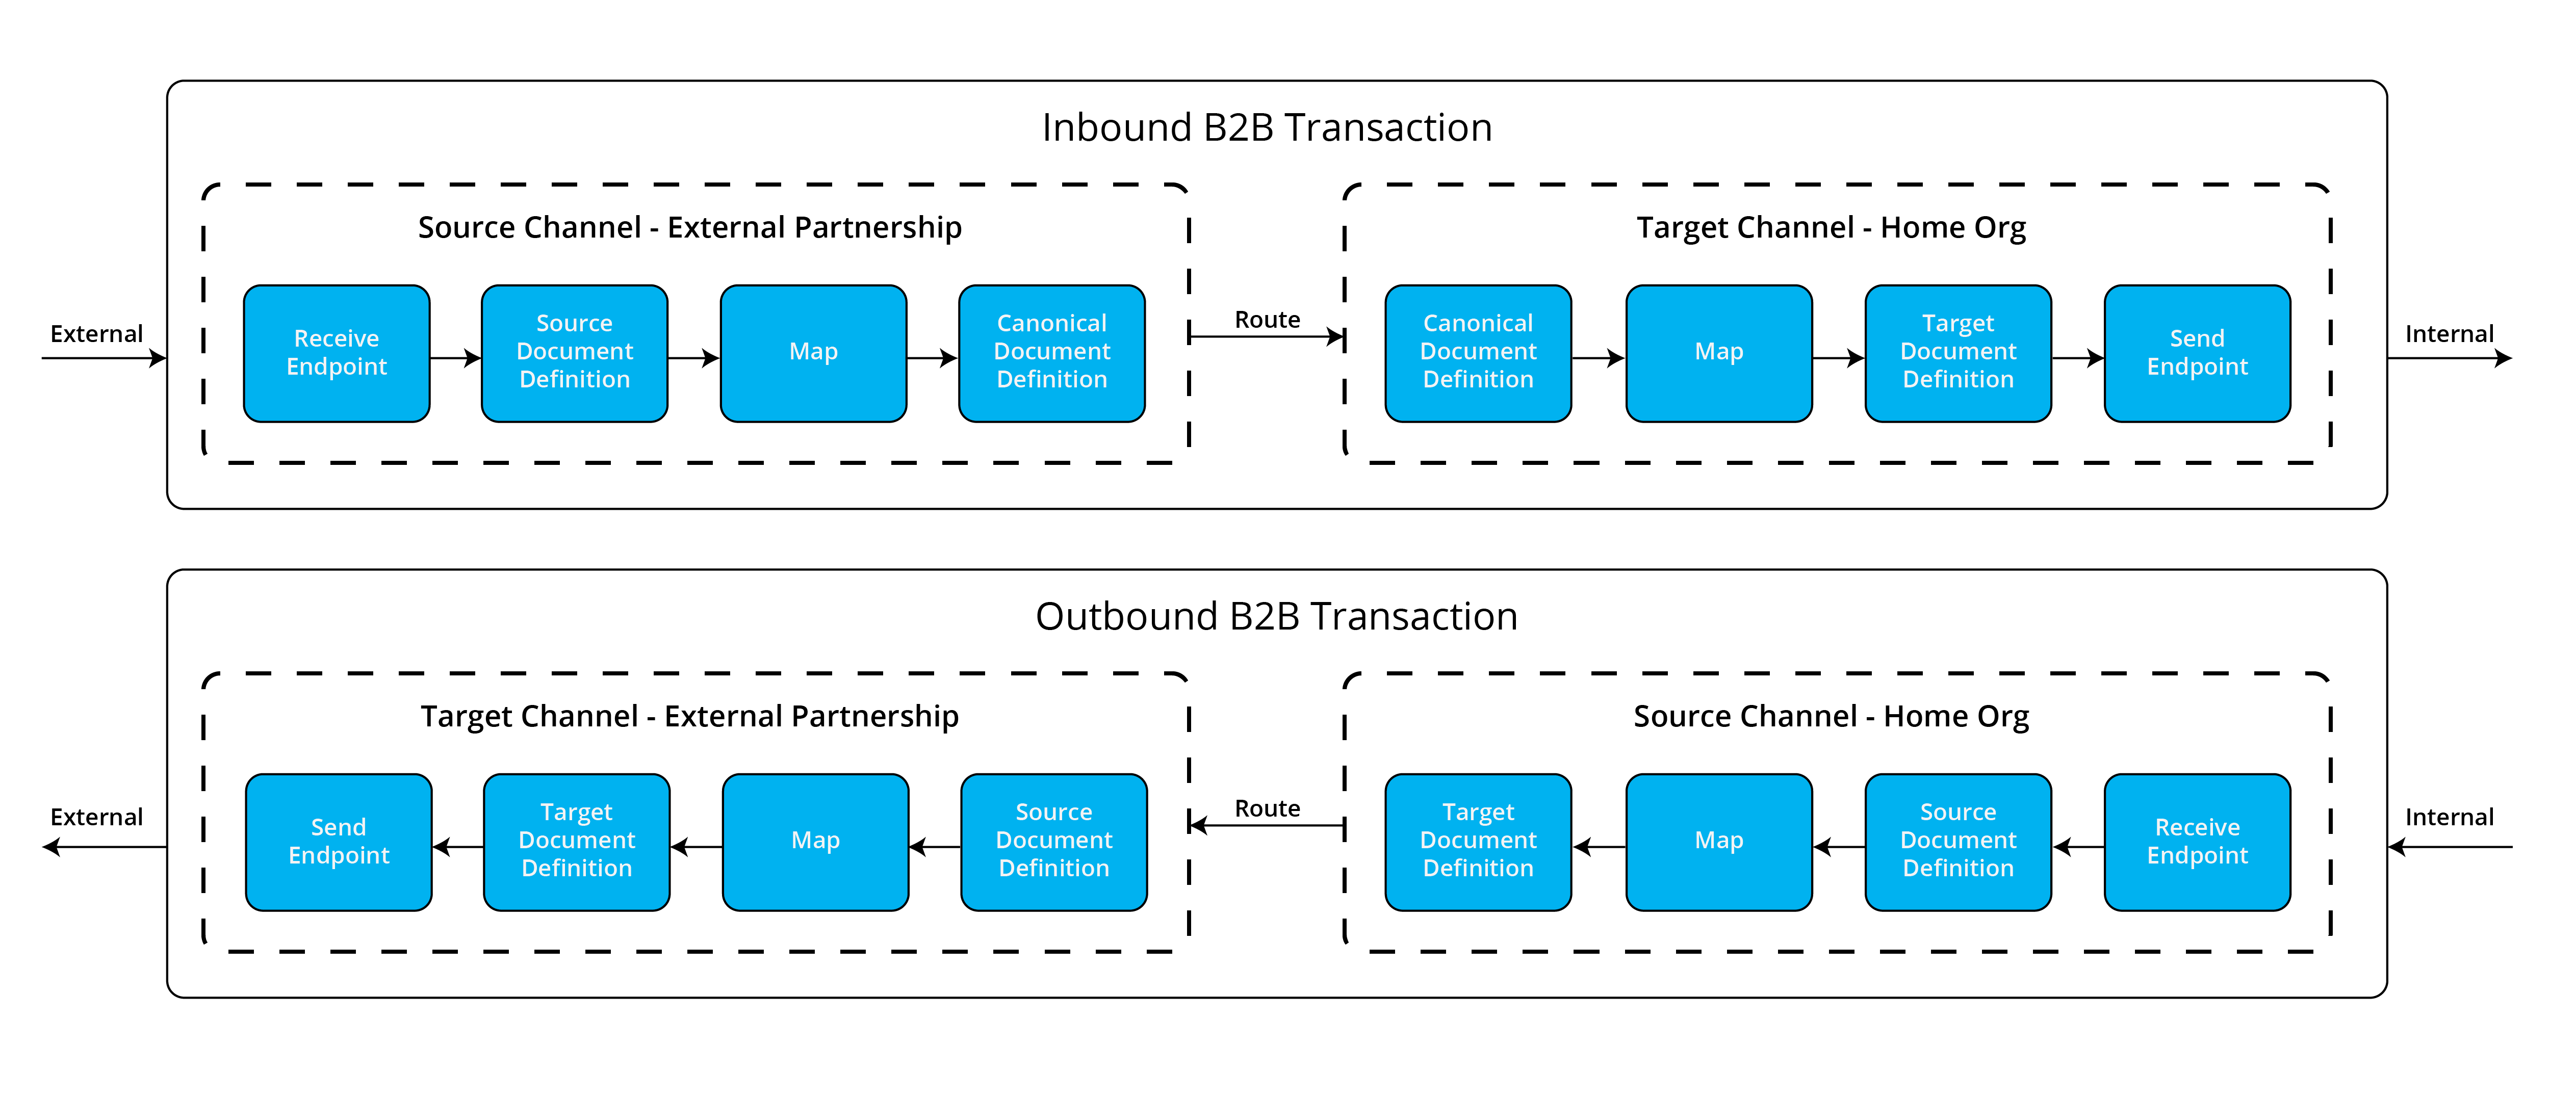 Inbound B2B Transaction
Source Channel - External Partnership
Target Channel - Home Org
External
Receive
Endpoint
Source
Document
Definition
Map
Canonical
Document
Definition
Route
Canonical
Document
Definition
Map
Target
Document
Definition
Send
Endpoint
Internal
Outbound B2B Transaction
Target Channel - External Partnership
Source Channel - Home Org
External
Send
Endpoint
Target
Document
Definition
Map
Source
Document
Definition
Route
Target
Document
Definition
Map
Source
Document
Definition
Receive
Endpoint
Internal